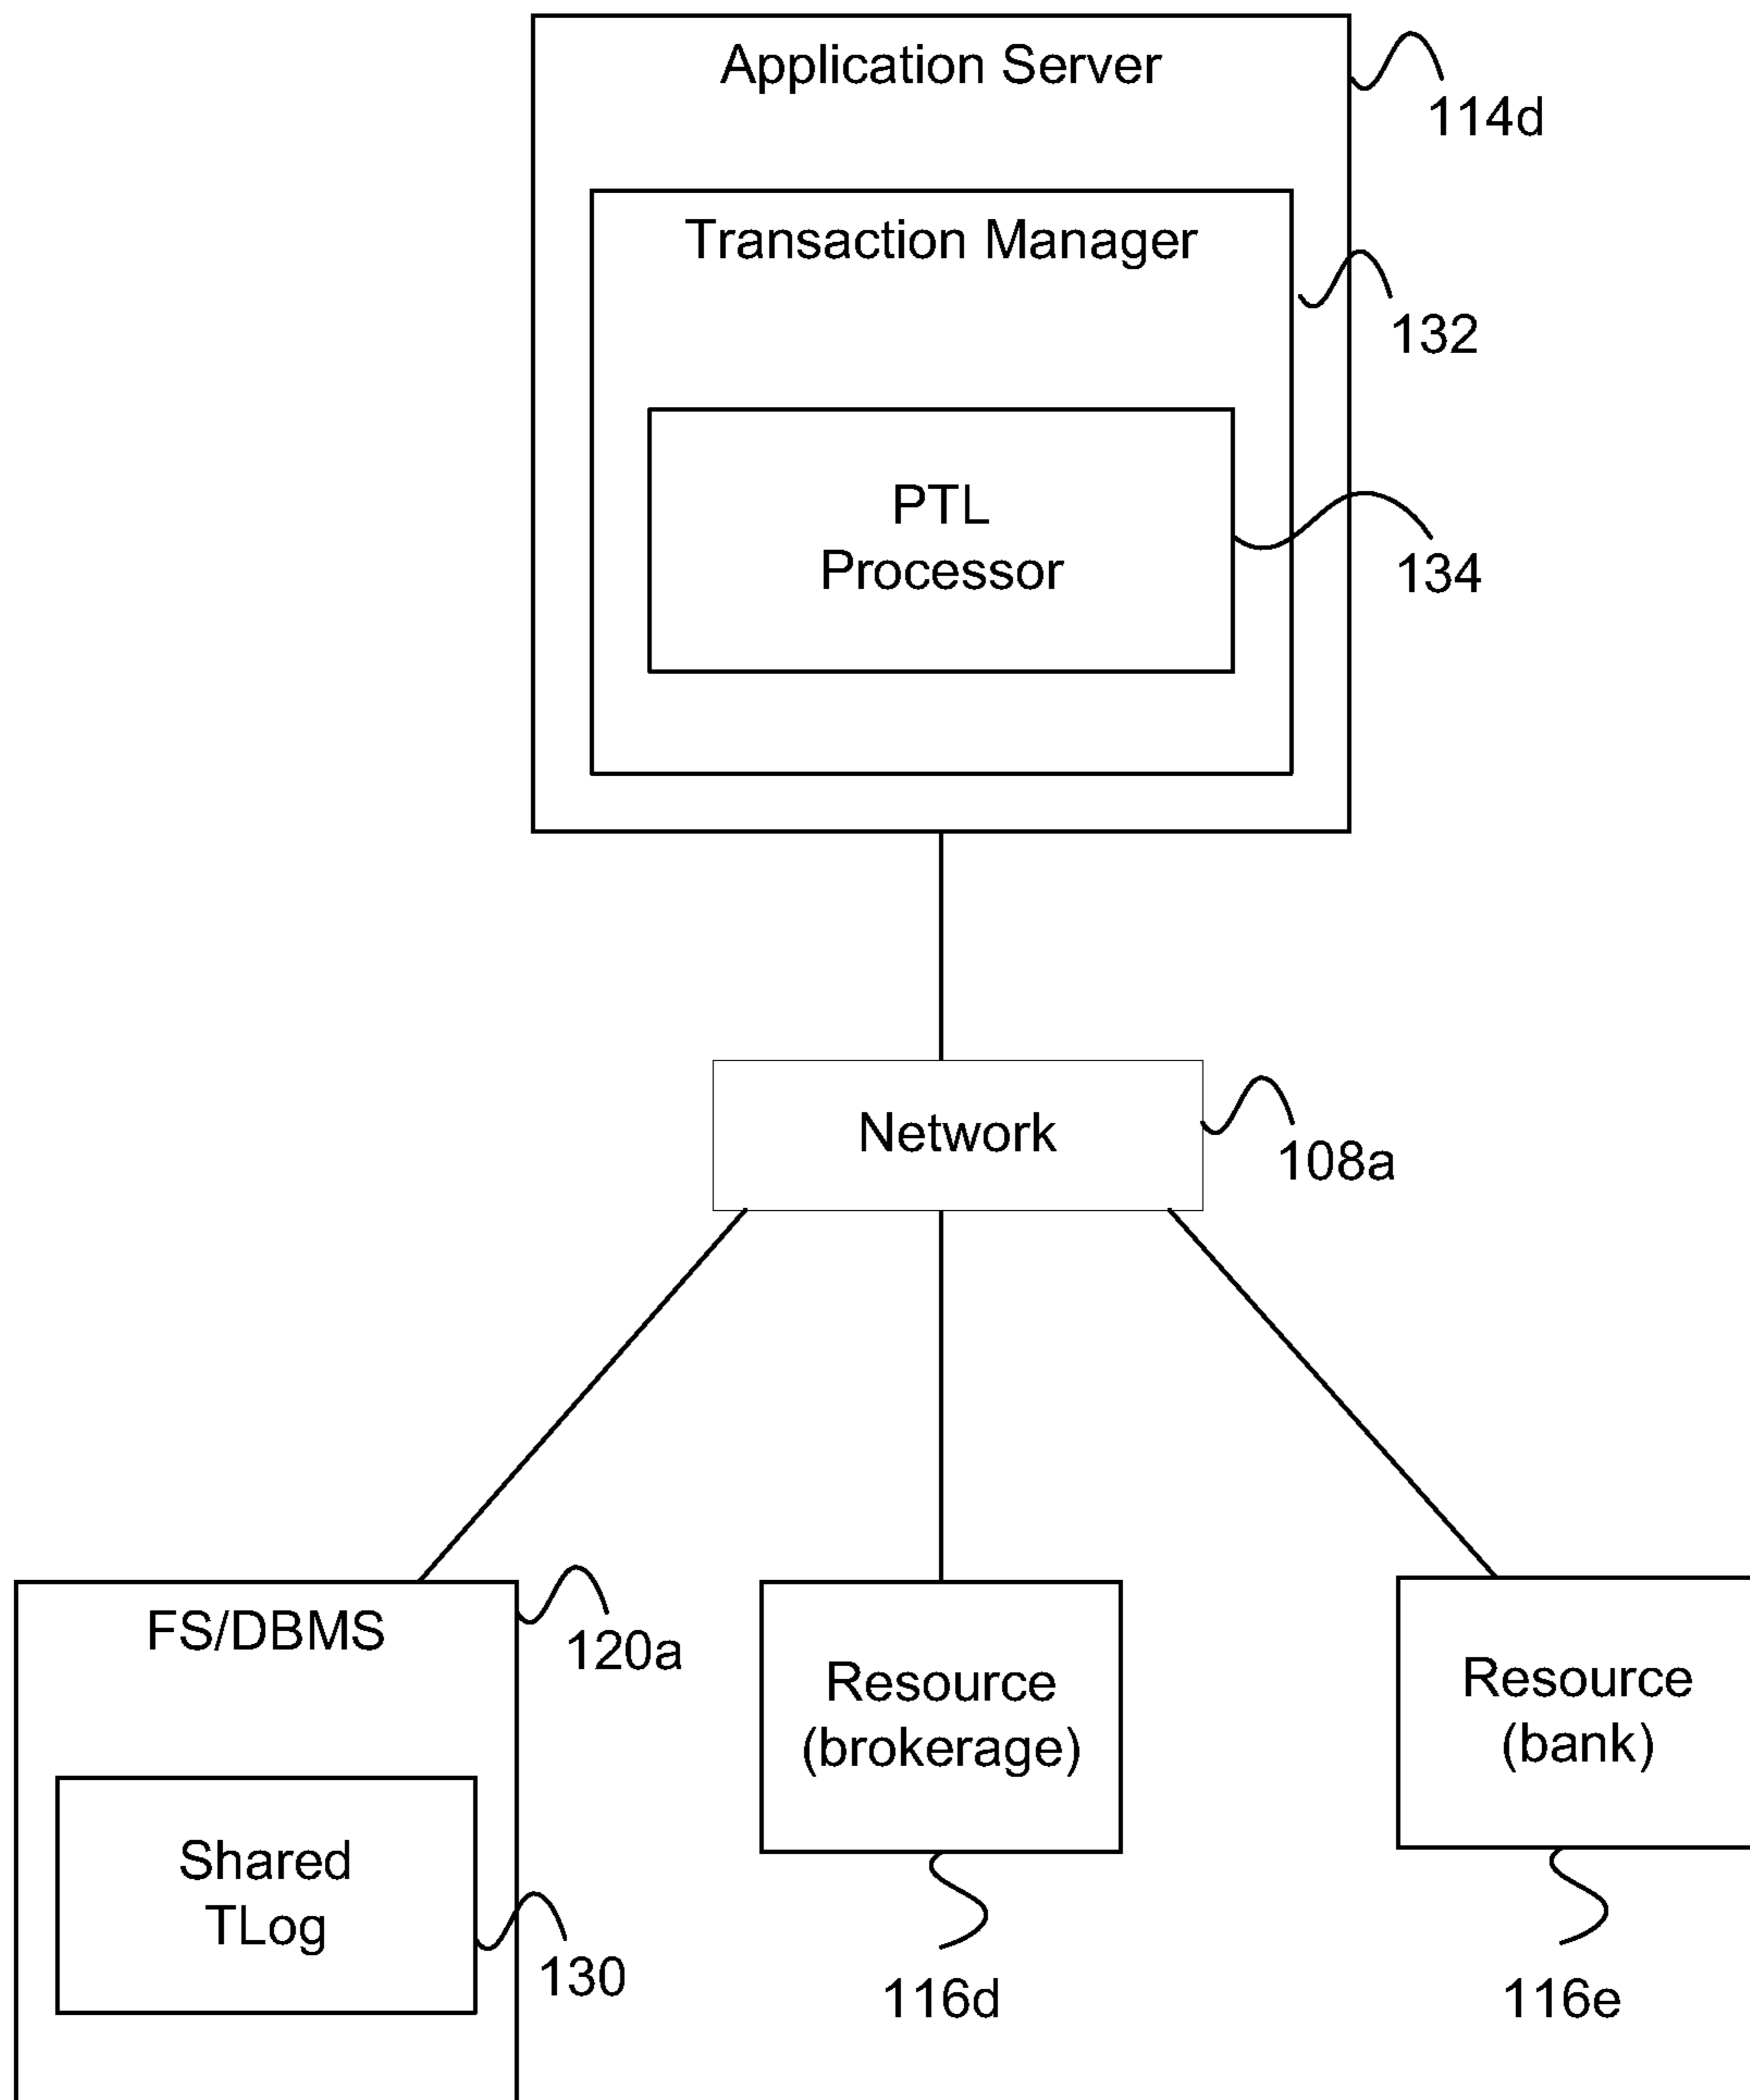 Application Server
114d
Transaction Manager
132
PTL
Processor
134
Network
108a
FS/DBMS
120a
Resource
(brokerage)
Resource
(bank)
Shared
TLog
130
116d
116e